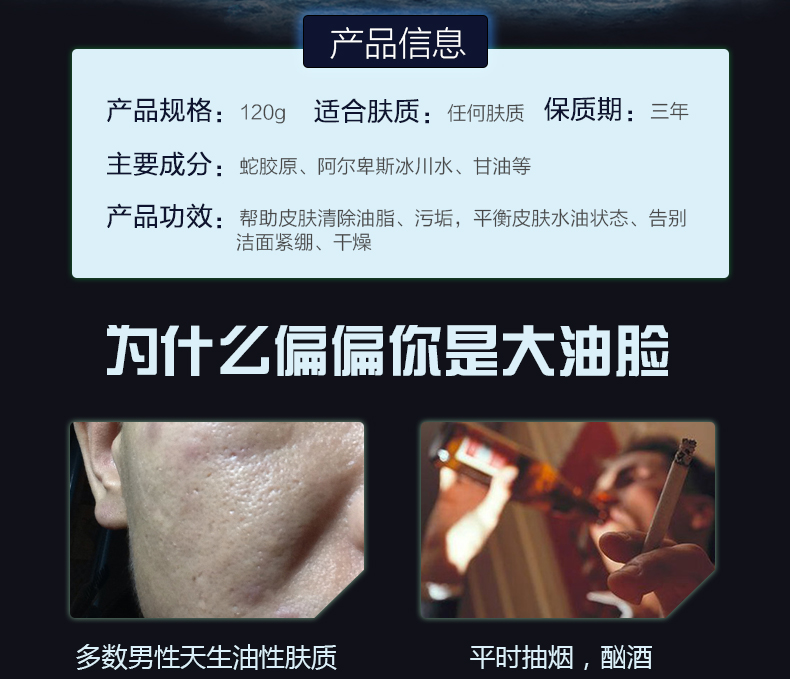 产品信息
产品规格：120g 适合肤质：任何肤质 保质期：三年
主要成分：蛇胶原、阿尔卑斯冰川水、甘油等
产品功效：帮助皮肤清除油脂、污垢，平衡皮肤水油状态、告别
洁面紧绷、干燥
为什么偏偏你是大油脸
多数男性天生油性肤质
平时抽烟，酗酒